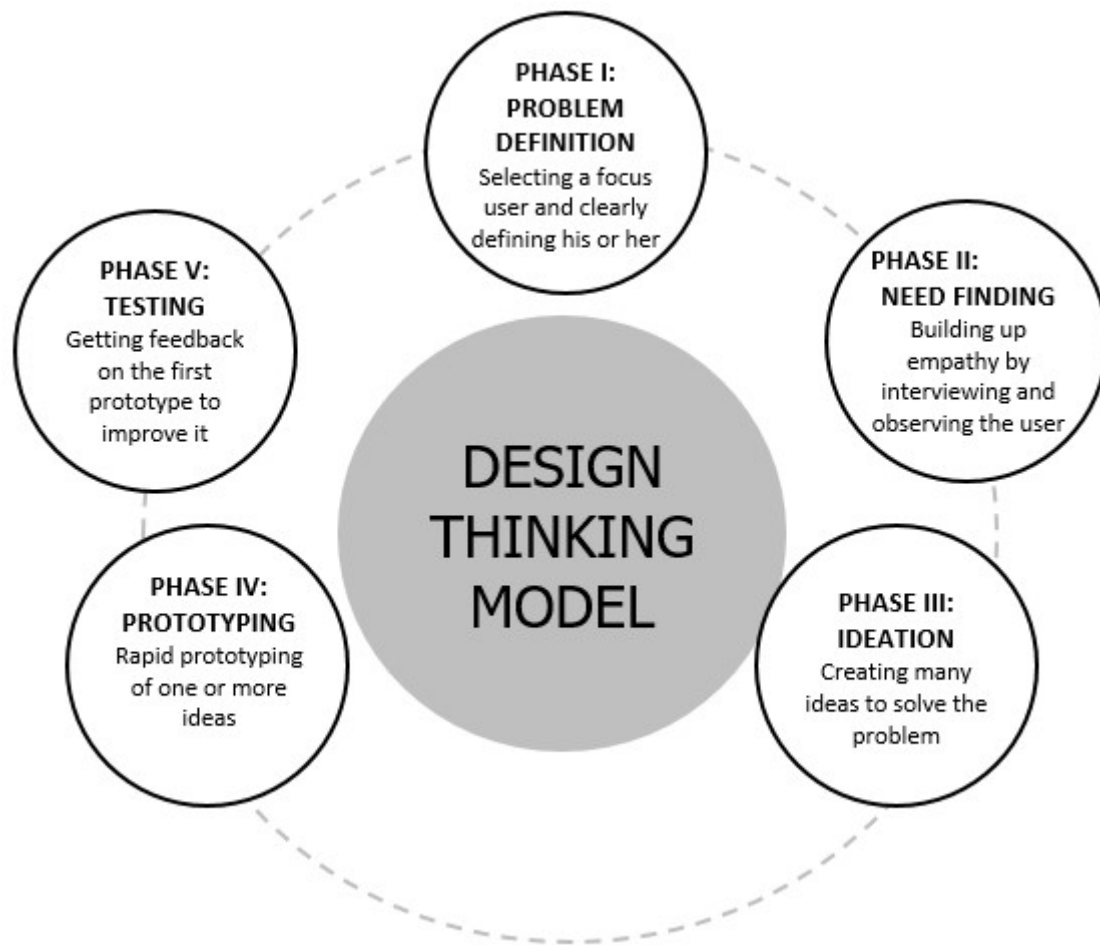 PHASE I:
PROBLEM
DEFINITION
Selecting a focus
user and clearly
defining his or her
PHASE II:
NEED FINDING
Building up
empathy by
interviewing and
observing the user
PHASE III:
IDEATION
Creating many
ideas to solve the
problem
PHASE IV:
PROTOTYPING
Rapid prototyping
of one or more
ideas
PHASE V:
TESTING
Getting feedback
on the first
prototype to
improve it
DESIGN
THINKING
MODEL